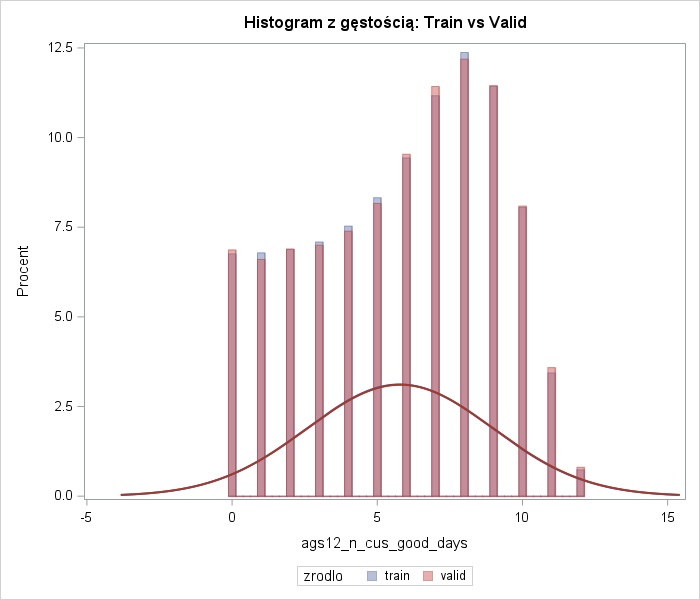 Histogram z gęstością: Train vs Valid
12.5
10.0
7.5
5.0
2.5
0.0
Procent
-5 0 5 10 15
ags12_n_cus_good_days
zrodlo train valid